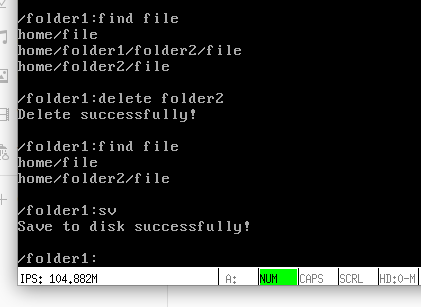 /folder1:find file
home/file
home/folder1/folder2/file
home/folder2/file
/folder1:delete folder2
Delete successfully!
/folder1:find file
home/file
home/folder2/file
/folder1:sv
Save to disk successfully!
/folder1:
IPS: 104.882M A: NUM CAPS SCRL HD:0-M